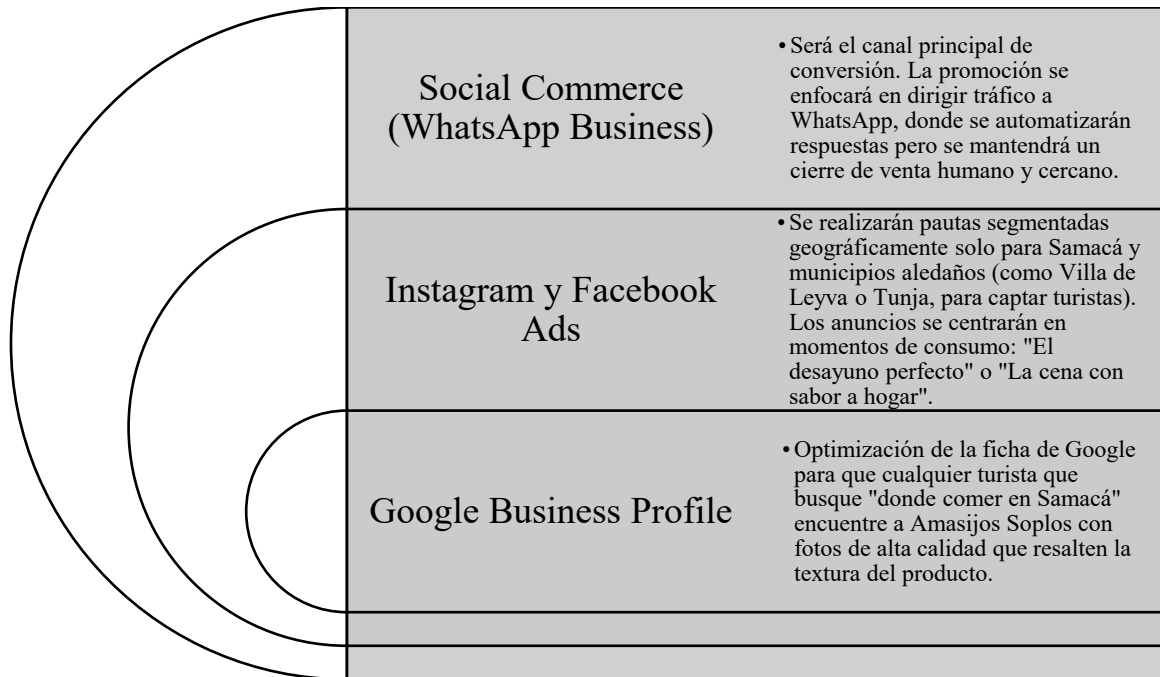 Social Commerce
(WhatsApp Business)
• Será el canal principal de
conversión. La promoción se
enfocará en dirigir tráfico a
WhatsApp, donde se automatizarán
respuestas pero se mantendrá un
cierre de venta humano y cercano.
Instagram y Facebook
Ads
• Se realizarán pautas segmentadas
geográficamente solo para Samacá y
municipios aledaños (como Villa de
Leyva o Tunja, para captar turistas).
Los anuncios se centrarán en
momentos de consumo: "El
desayuno perfecto" o "La cena con
sabor a hogar".
Google Business Profile
• Optimización de la ficha de Google
para que cualquier turista que
busque "donde comer en Samacá"
encuentre a Amasijos Soplos con
fotos de alta calidad que resalten la
textura del producto.